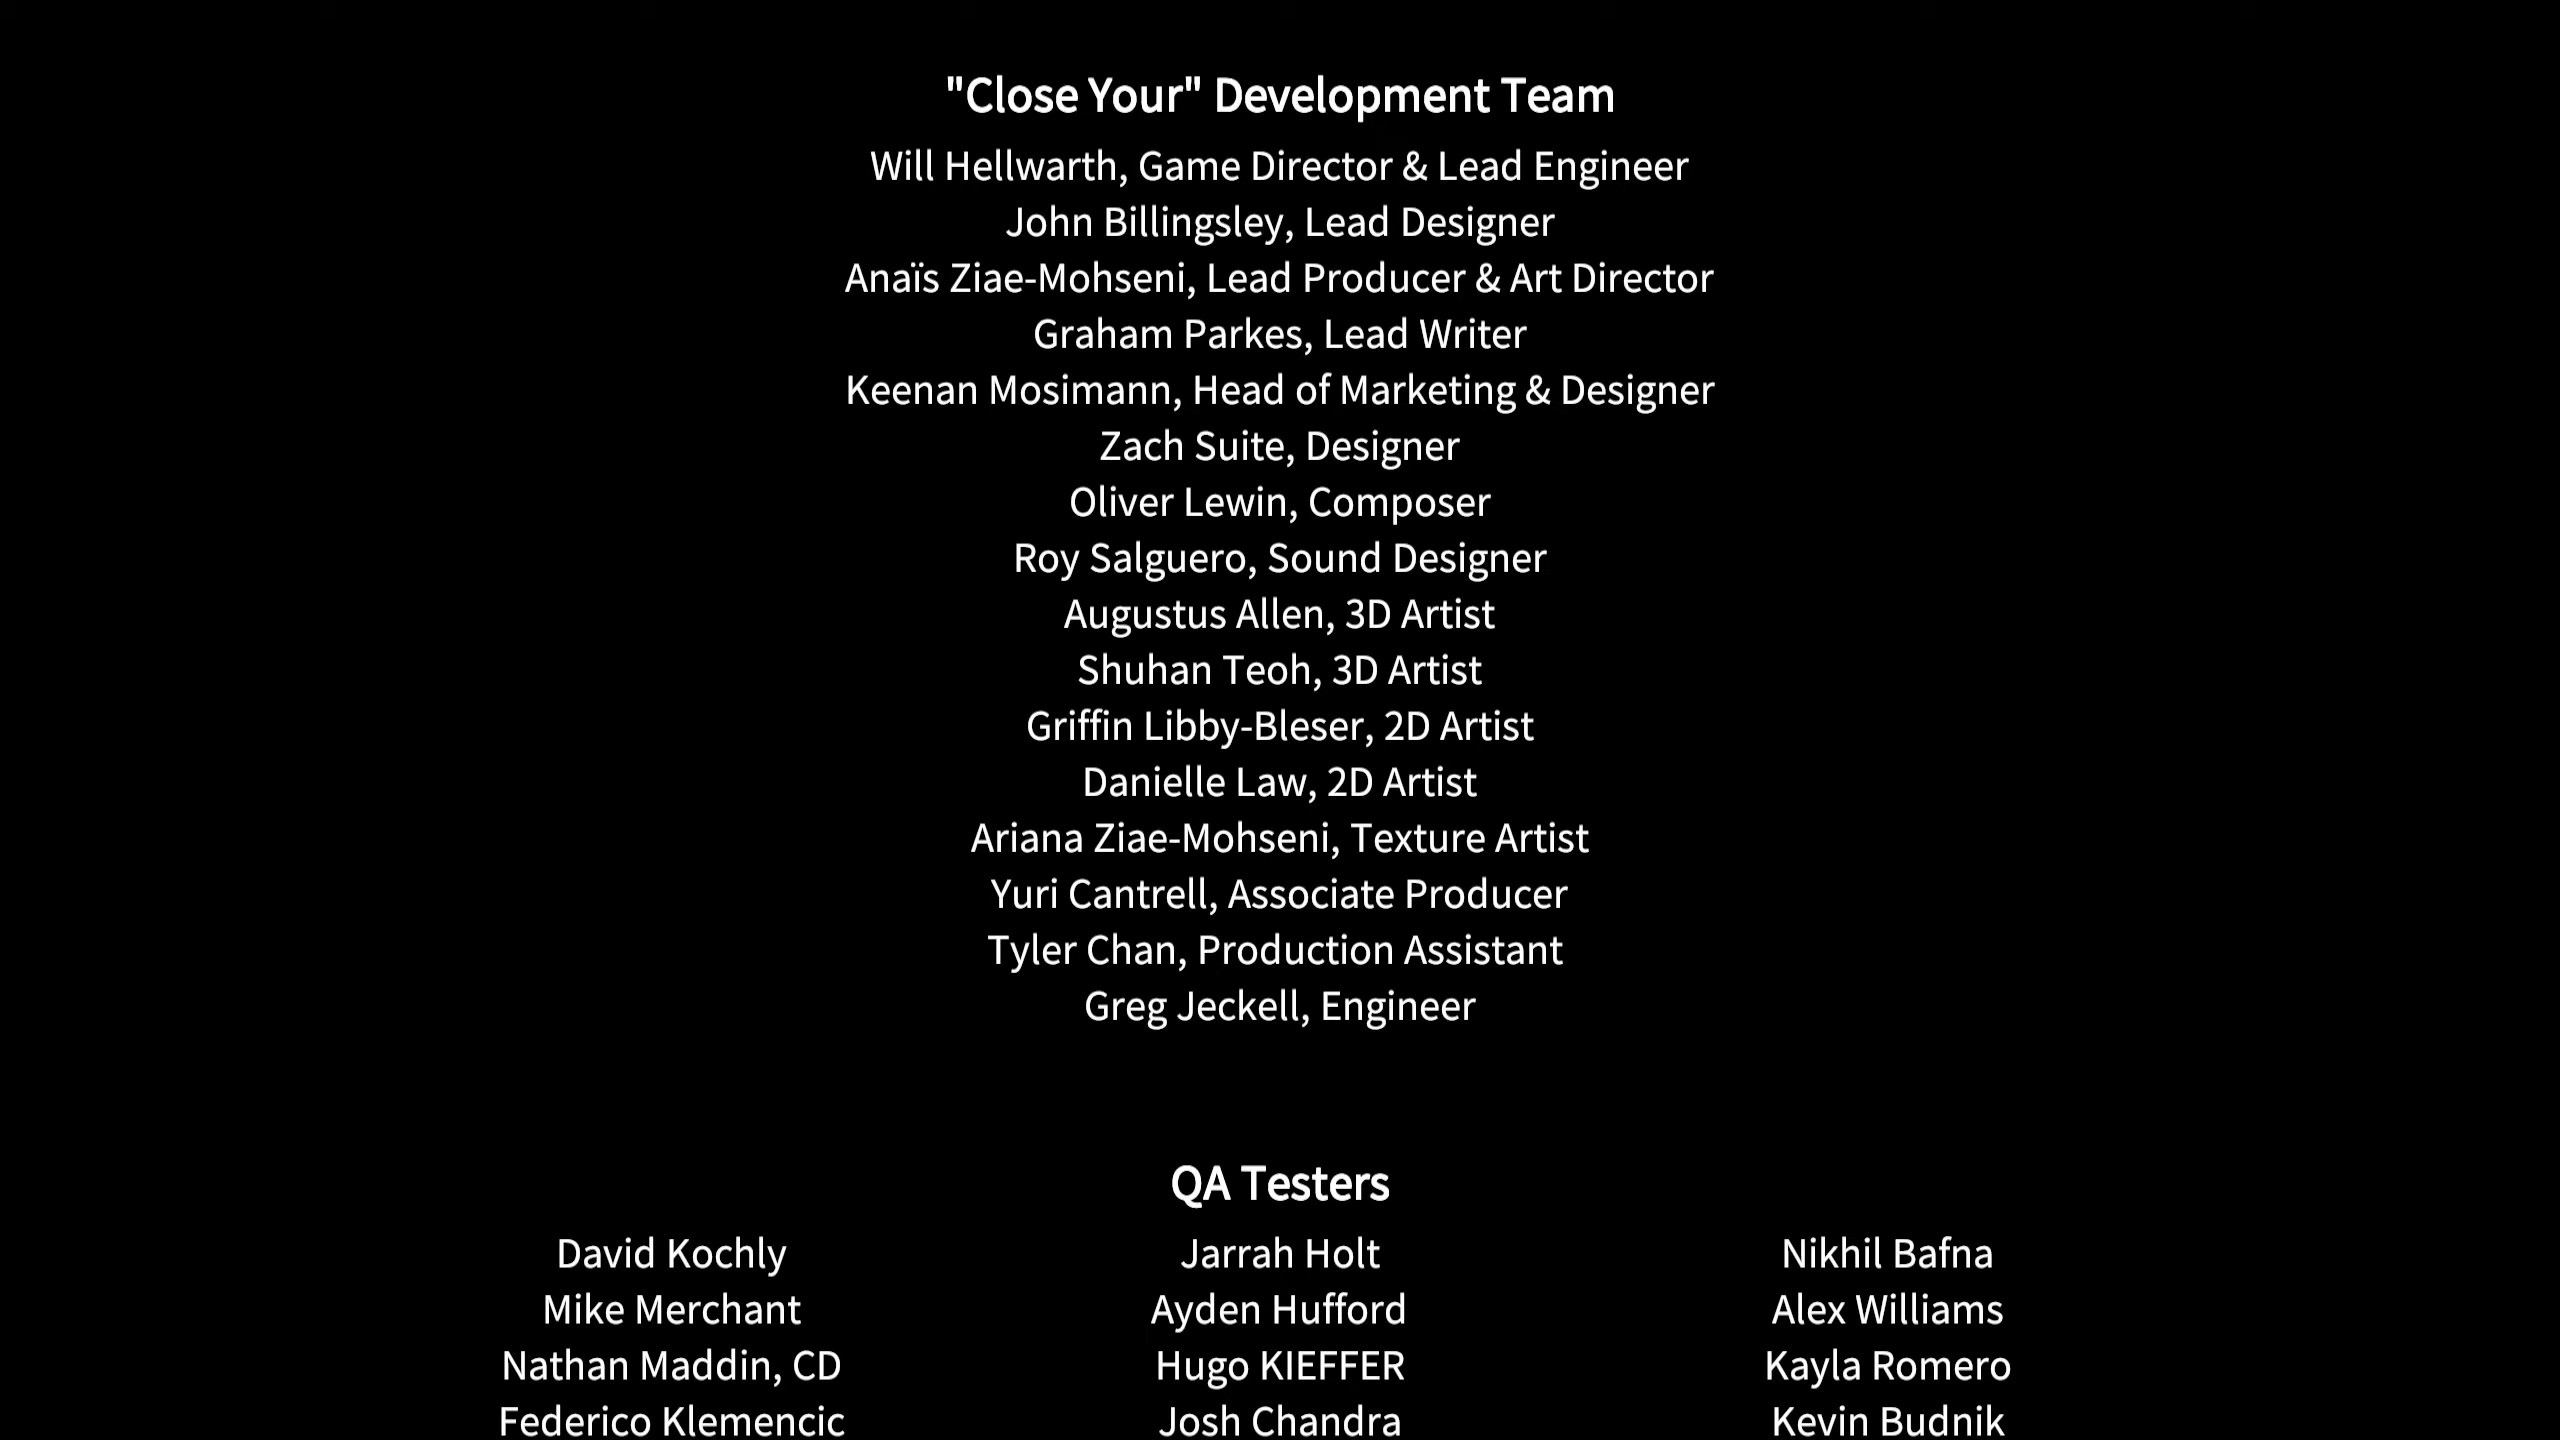 "Close Your" Development Team
Will Hellwarth, Game Director & Lead Engineer
John Billingsley, Lead Designer
Anaïs Ziae-Mohseni, Lead Producer & Art Director
Graham Parkes, Lead Writer
Keenan Mosimann, Head of Marketing & Designer
Zach Suite, Designer
Oliver Lewin, Composer
Roy Salguero, Sound Designer
Augustus Allen, 3D Artist
Shuhan Teoh, 3D Artist
Griffin Libby-Bleser, 2D Artist
Danielle Law, 2D Artist
Ariana Ziae-Mohseni, Texture Artist
Yuri Cantrell, Associate Producer
Tyler Chan, Production Assistant
Greg Jeckell, Engineer
QA Testers
David Kochly Jarrah Holt Nikhil Bafna
Mike Merchant Ayden Hufford Alex Williams
Nathan Maddin, CD Hugo KIEFFER Kayla Romero
Federico Klemencic Josh Chandra Kevin Budnik